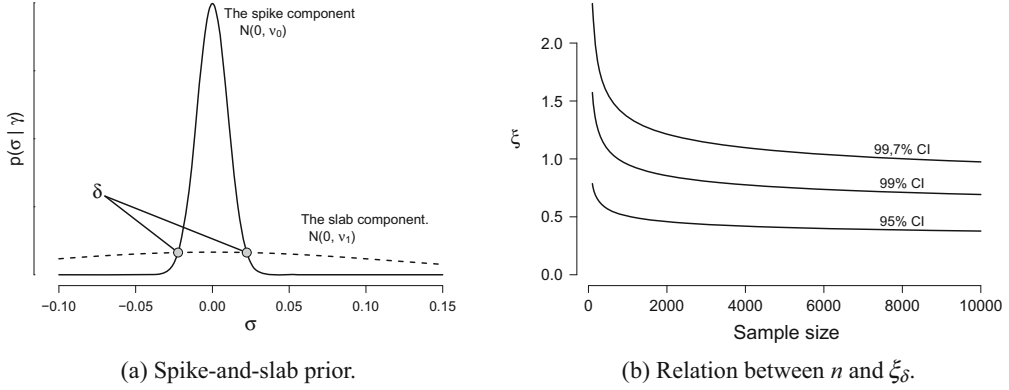 The spike component
N(0, ν₀)
p(σ | γ)
δ
The slab component.
N(0, ν₁)
−0.10 −0.05 0.00 0.05 0.10 0.15
σ
(a) Spike-and-slab prior.
2.0
1.5
1.0
0.5
0.0
ξ
99,7% CI
99% CI
95% CI
0 2000 4000 6000 8000 10000
Sample size
(b) Relation between n and ξδ.